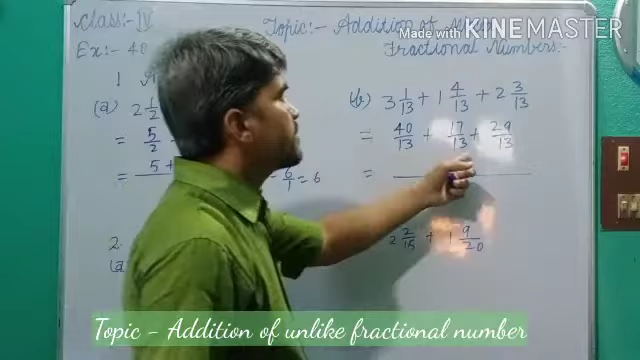 Class:- IV Topic:- Addition of
Made with KINEMASTER
Ex:- 40 Fractional Numbers:-
1
(a) 2 1/2 (b) 3 1/13 + 1 4/13 + 2 3/13
= 5/2 = 40/13 + 17/13 + 29/13
= 5 + = 6/1 = 6 =
2
(a 2 2/15 + 1 9/20
Topic - Addition of unlike fractional number